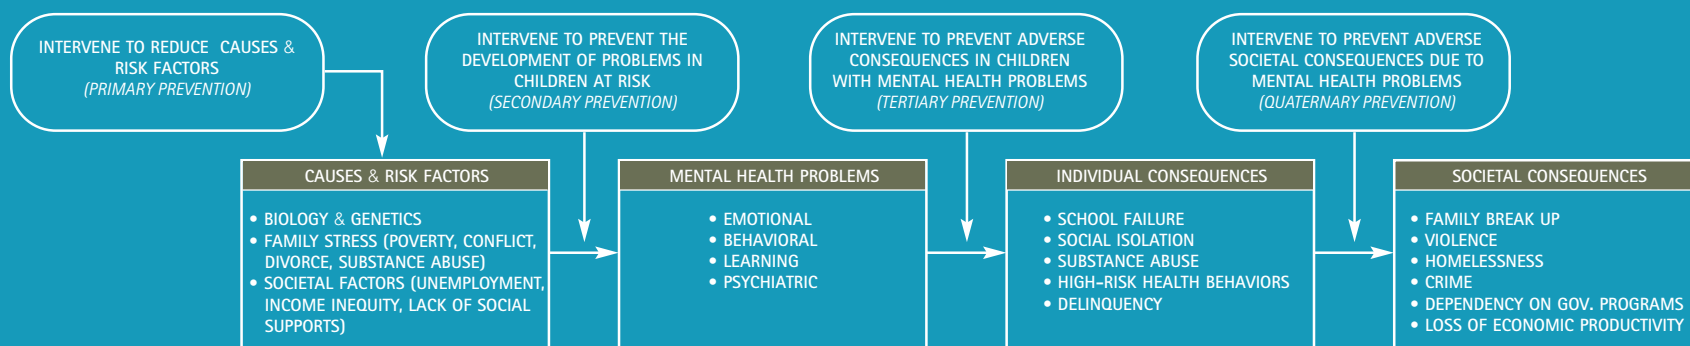 INTERVENE TO REDUCE CAUSES &
RISK FACTORS
(PRIMARY PREVENTION)
INTERVENE TO PREVENT THE
DEVELOPMENT OF PROBLEMS IN
CHILDREN AT RISK
(SECONDARY PREVENTION)
INTERVENE TO PREVENT ADVERSE
CONSEQUENCES IN CHILDREN
WITH MENTAL HEALTH PROBLEMS
(TERTIARY PREVENTION)
INTERVENE TO PREVENT ADVERSE
SOCIETAL CONSEQUENCES DUE TO
MENTAL HEALTH PROBLEMS
(QUATERNARY PREVENTION)
CAUSES & RISK FACTORS
• BIOLOGY & GENETICS
• FAMILY STRESS (POVERTY, CONFLICT,
DIVORCE, SUBSTANCE ABUSE)
• SOCIETAL FACTORS (UNEMPLOYMENT,
INCOME INEQUITY, LACK OF SOCIAL
SUPPORTS)
MENTAL HEALTH PROBLEMS
• EMOTIONAL
• BEHAVIORAL
• LEARNING
• PSYCHIATRIC
INDIVIDUAL CONSEQUENCES
• SCHOOL FAILURE
• SOCIAL ISOLATION
• SUBSTANCE ABUSE
• HIGH-RISK HEALTH BEHAVIORS
• DELINQUENCY
SOCIETAL CONSEQUENCES
• FAMILY BREAK UP
• VIOLENCE
• HOMELESSNESS
• CRIME
• DEPENDENCY ON GOV. PROGRAMS
• LOSS OF ECONOMIC PRODUCTIVITY